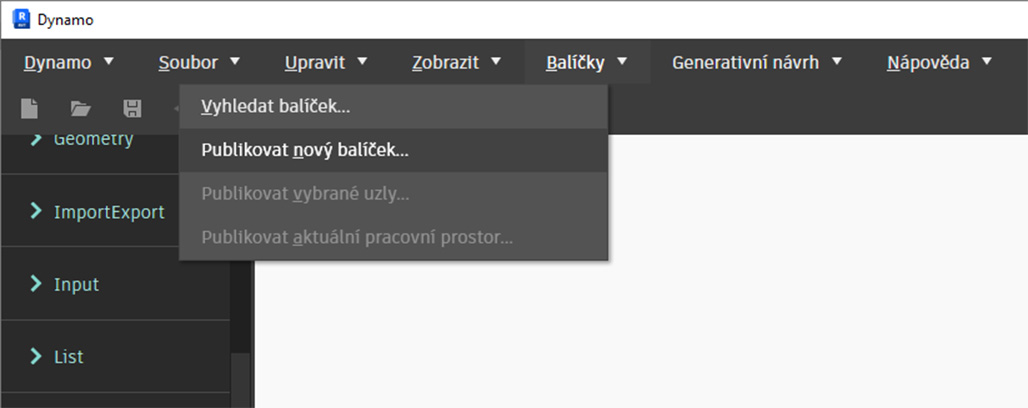 Dynamo
Dynamo Soubor Upravit Zobrazit Balíčky Generativní návrh Nápověda
Vyhledat balíček...
Publikovat nový balíček...
Publikovat vybrané uzly...
Publikovat aktuální pracovní prostor...
Geometry
ImportExport
Input
List